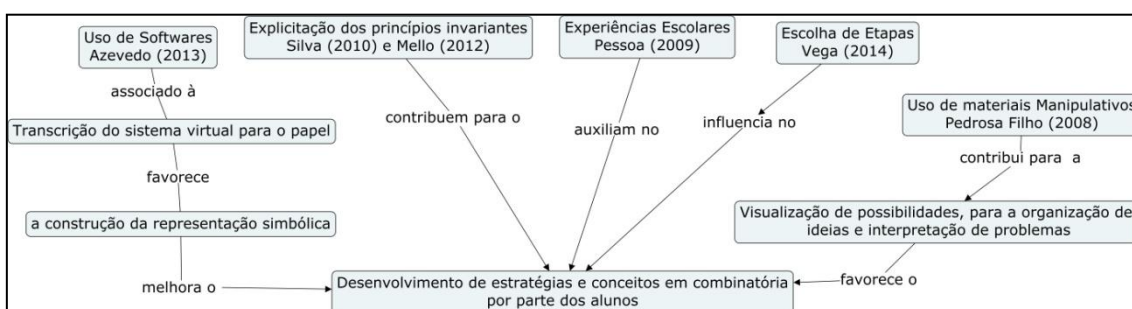 Uso de Softwares
Azevedo (2013)
associado à
Transcrição do sistema virtual para o papel
favorece
a construção da representação simbólica
melhora o
Explicitação dos princípios invariantes
Silva (2010) e Mello (2012)
contribuem para o
Experiências Escolares
Pessoa (2009)
auxiliam no
Escolha de Etapas
Vega (2014)
influencia no
Uso de materiais Manipulativos
Pedrosa Filho (2008)
contribui para a
Visualização de possibilidades, para a organização de
ideias e interpretação de problemas
favorece o
Desenvolvimento de estratégias e conceitos em combinatória
por parte dos alunos